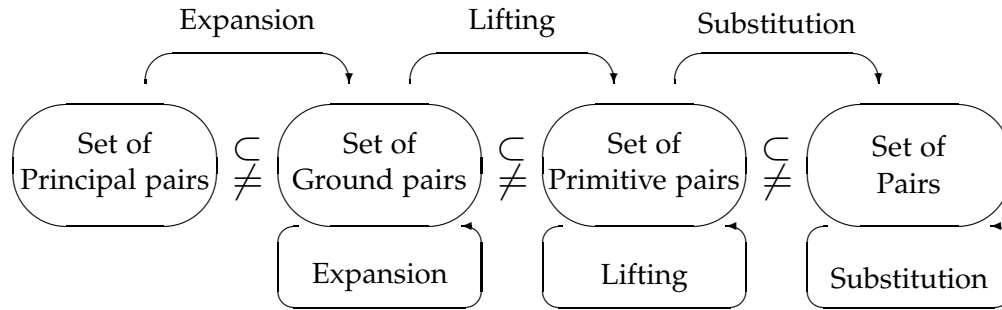 Expansion Lifting Substitution
Set of ⊂ Set of ⊂ Set of ⊂ Set of
Principal pairs ≠ Ground pairs ≠ Primitive pairs ≠ Pairs
Expansion Lifting Substitution